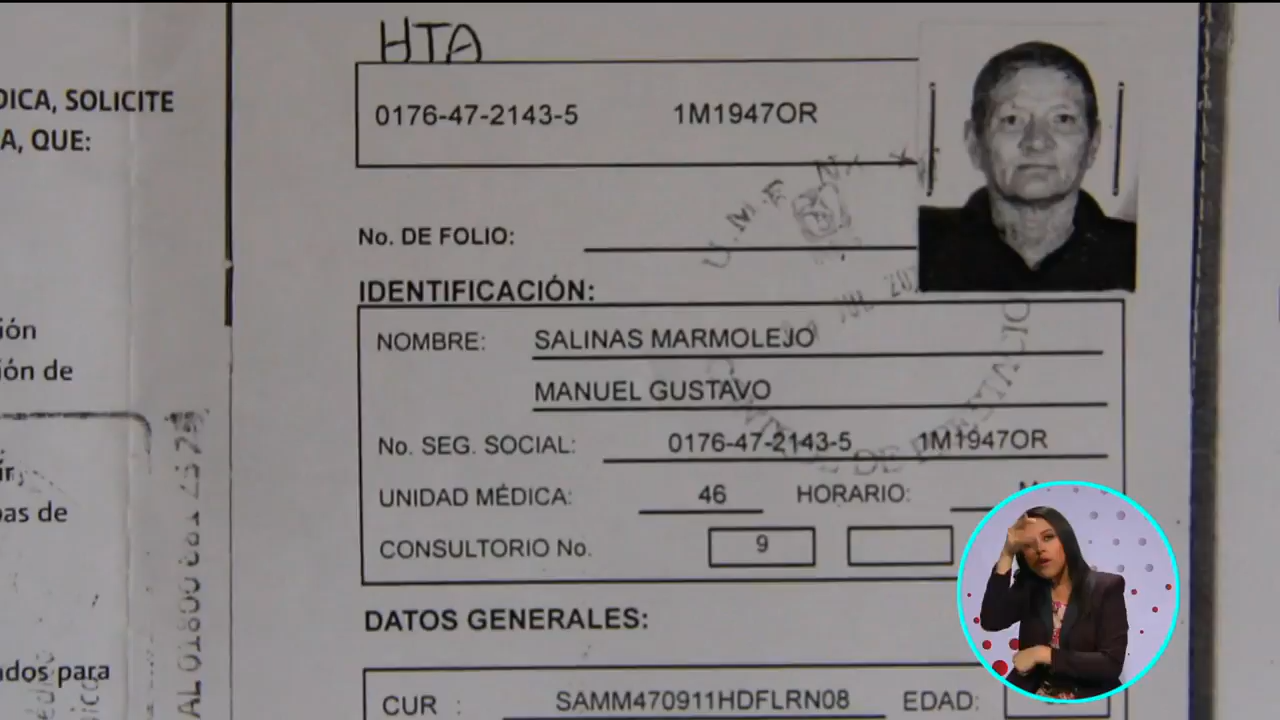 HTA
0176-47-2143-5 1M1947OR
No. DE FOLIO:
IDENTIFICACIÓN:
NOMBRE: SALINAS MARMOLEJO
MANUEL GUSTAVO
No. SEG. SOCIAL: 0176-47-2143-5 1M1947OR
UNIDAD MÉDICA: 46 HORARIO:
CONSULTORIO No. 9
DATOS GENERALES:
CUR : SAMM470911HDFLRN08 EDAD:
DICA, SOLICITE
A, QUE:
ión
ión de
ir,
pas de
ados para
U.M.F